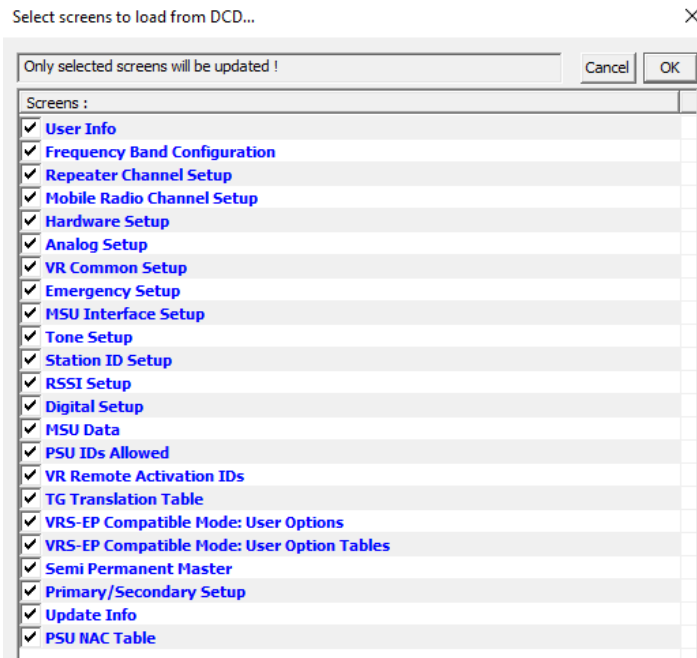 Select screens to load from DCD...
Only selected screens will be updated !
Cancel
OK
Screens :
User Info
Frequency Band Configuration
Repeater Channel Setup
Mobile Radio Channel Setup
Hardware Setup
Analog Setup
VR Common Setup
Emergency Setup
MSU Interface Setup
Tone Setup
Station ID Setup
RSSI Setup
Digital Setup
MSU Data
PSU IDs Allowed
VR Remote Activation IDs
TG Translation Table
VRS-EP Compatible Mode: User Options
VRS-EP Compatible Mode: User Option Tables
Semi Permanent Master
Primary/Secondary Setup
Update Info
PSU NAC Table